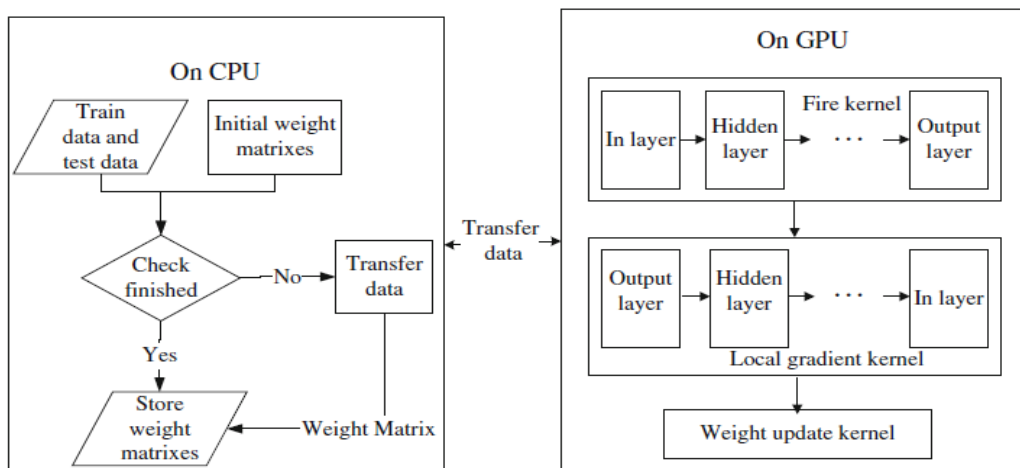 On CPU
Train
data and
test data
Initial weight
matrixes
Check
finished
No
Transfer
data
Yes
Store
weight
matrixes
Weight Matrix
Transfer
data
On GPU
Fire kernel
In layer
Hidden
layer
. . .
Output
layer
Output
layer
Hidden
layer
. . .
In layer
Local gradient kernel
Weight update kernel